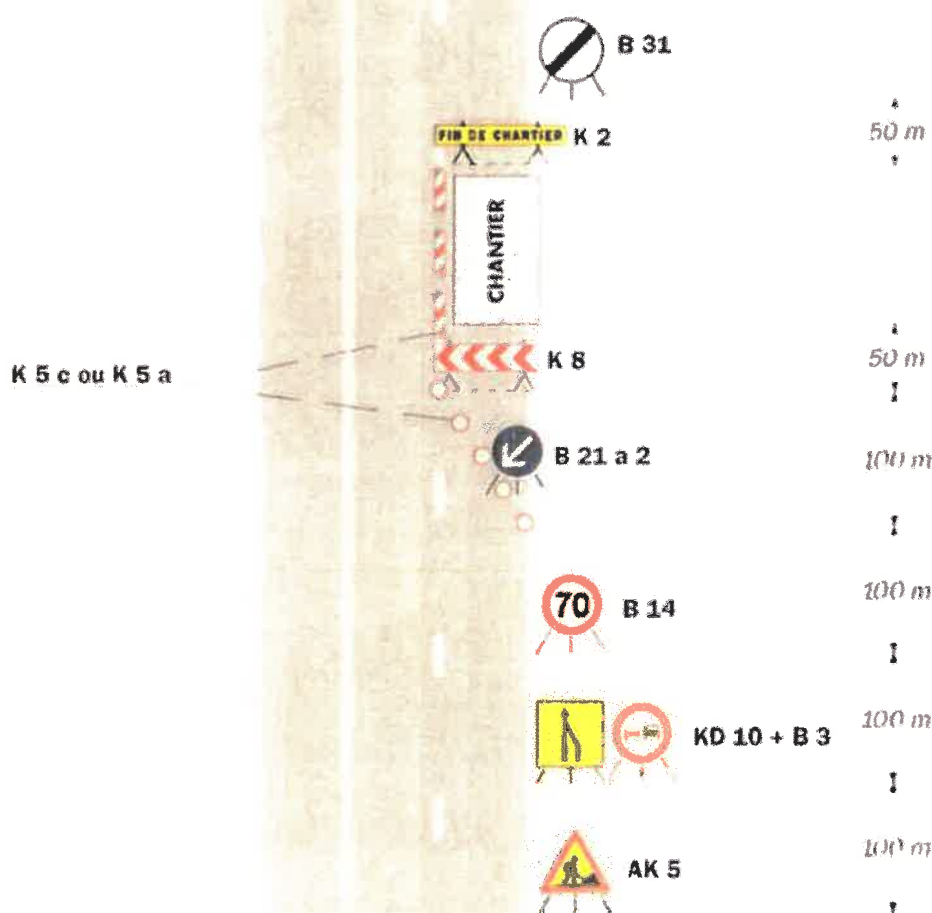 B 31
FIN DE CHANTIER K 2
50 m
CHANTIER
K 5 c ou K 5 a
K 8
50 m
B 21 a 2
100 m
70 B 14
100 m
KD 10 + B 3
100 m
AK 5
100 m